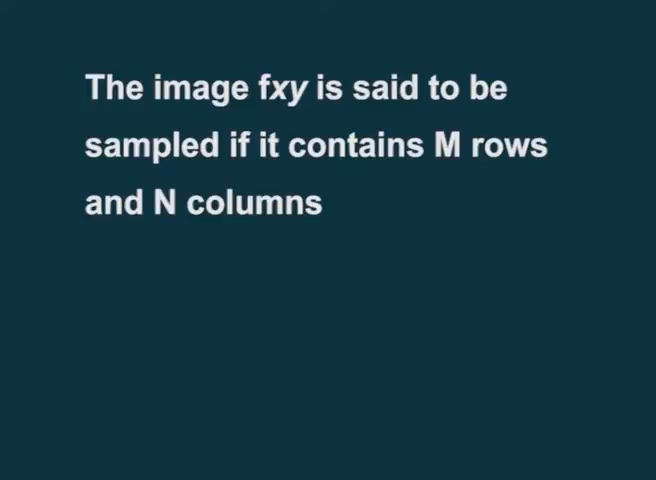 The image fxy is said to be
sampled if it contains M rows
and N columns